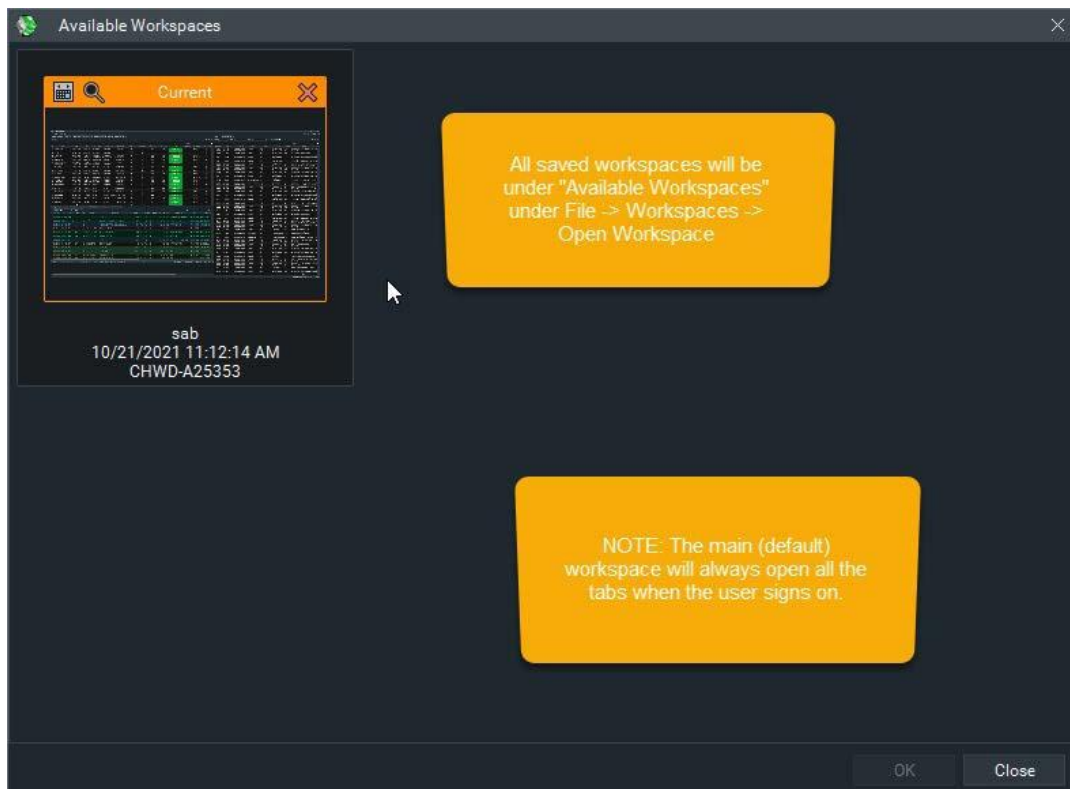 Available Workspaces
Current
sab
10/21/2021 11:12:14 AM
CHWD-A25353
All saved workspaces will be
under "Available Workspaces"
under File -> Workspaces ->
Open Workspace
NOTE: The main (default)
workspace will always open all the
tabs when the user signs on.
OK
Close